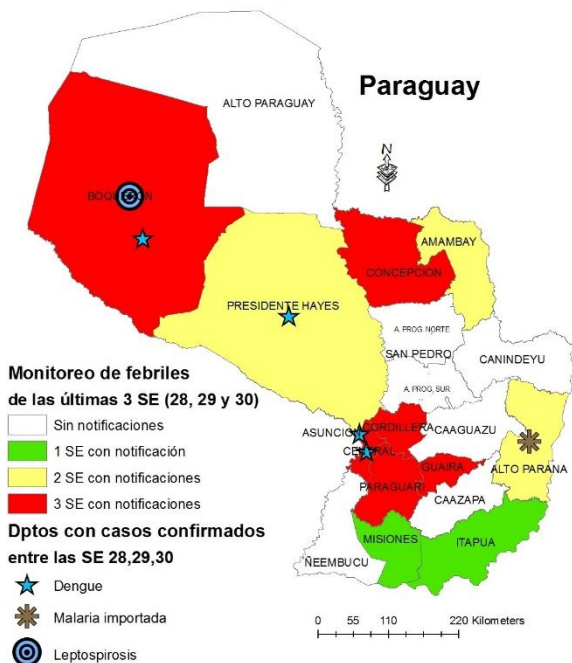 Paraguay
ALTO PARAGUAY
N
BOQUERON
AMAMBAY
CONCEPCION
PRESIDENTE HAYES
A. PROG. NORTE
SAN PEDRO
CANINDEYU
A. PROG. SUR
ASUNCION
CORDILLERA
CAAGUAZU
CENTRAL
GUAIRA
ALTO PARANA
PARAGUARI
CAAZAPA
MISIONES
ITAPUA
ÑEEMBUCU
Monitoreo de febriles
de las últimas 3 SE (28, 29 y 30)
Sin notificaciones
1 SE con notificación
2 SE con notificaciones
3 SE con notificaciones
Dptos con casos confirmados
entre las SE 28,29,30
Dengue
Malaria importada
Leptospirosis
0 55 110 220 Kilometers